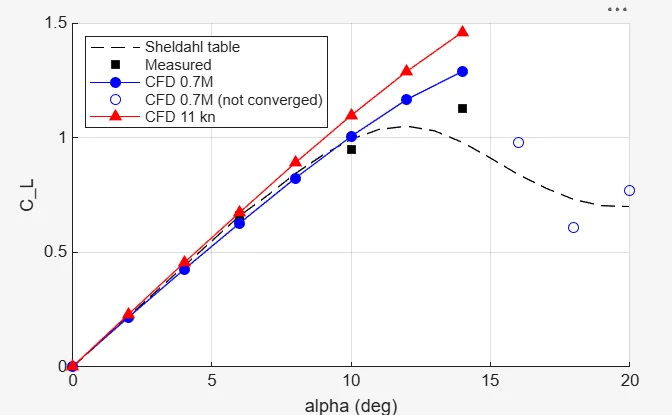 1.5
Sheldahl table
Measured
CFD 0.7M
CFD 0.7M (not converged)
CFD 11 kn
1
C_L
0.5
0
0 5 10 15 20
alpha (deg)